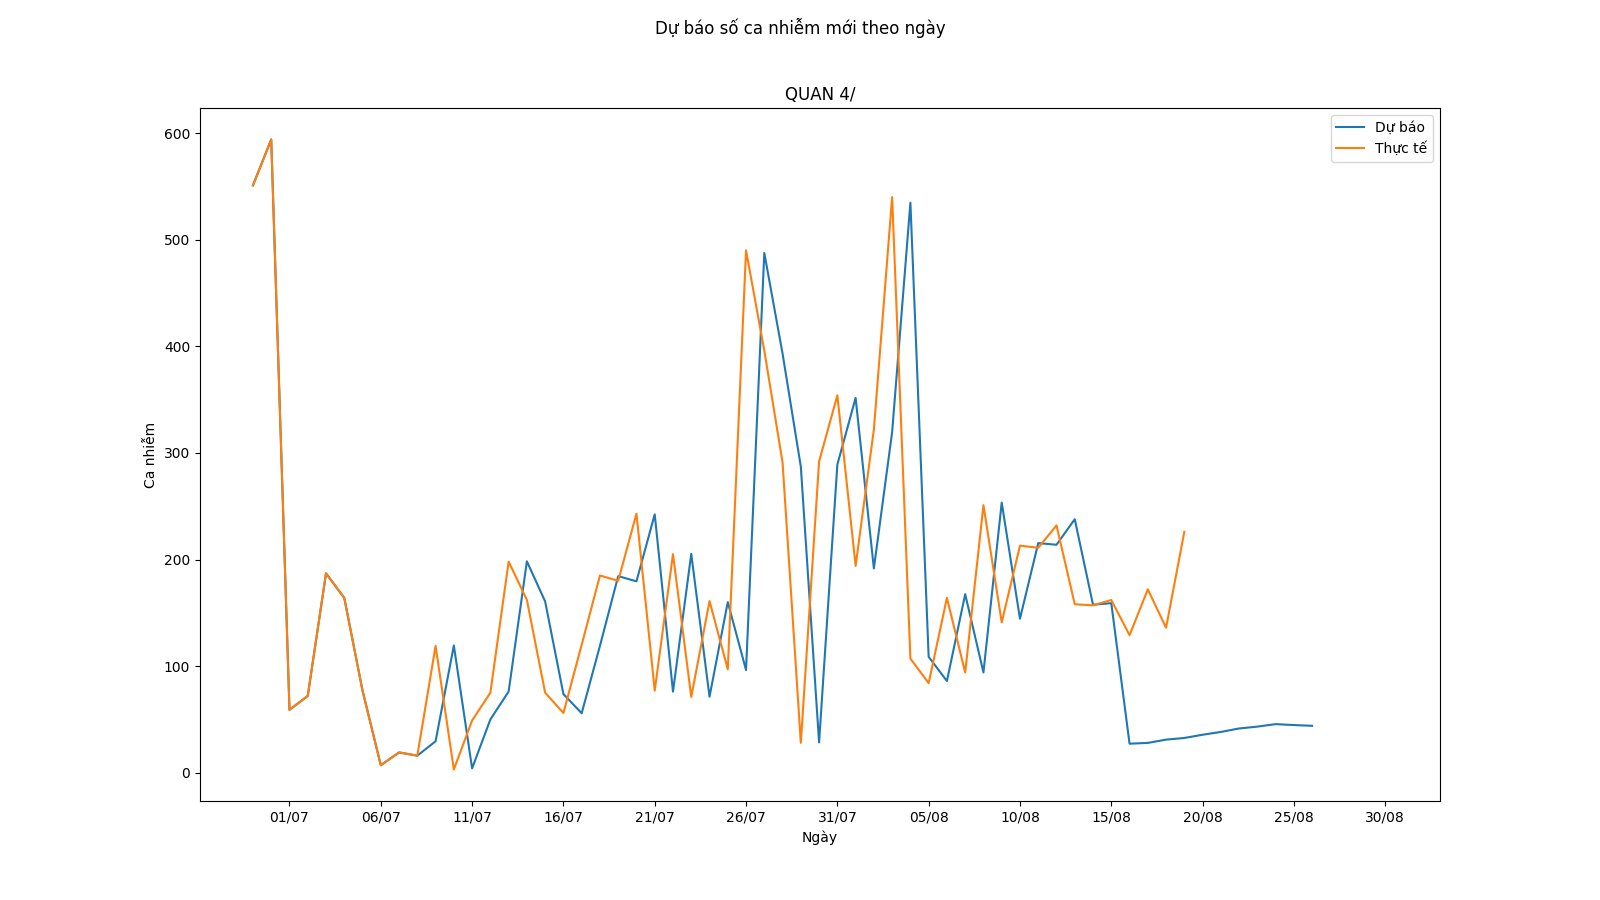 Dự báo số ca nhiễm mới theo ngày
QUAN 4/
Dự báo
Thực tế
600
500
400
300
200
100
0
Ca nhiễm
01/07 06/07 11/07 16/07 21/07 26/07 31/07 05/08 10/08 15/08 20/08 25/08 30/08
Ngày